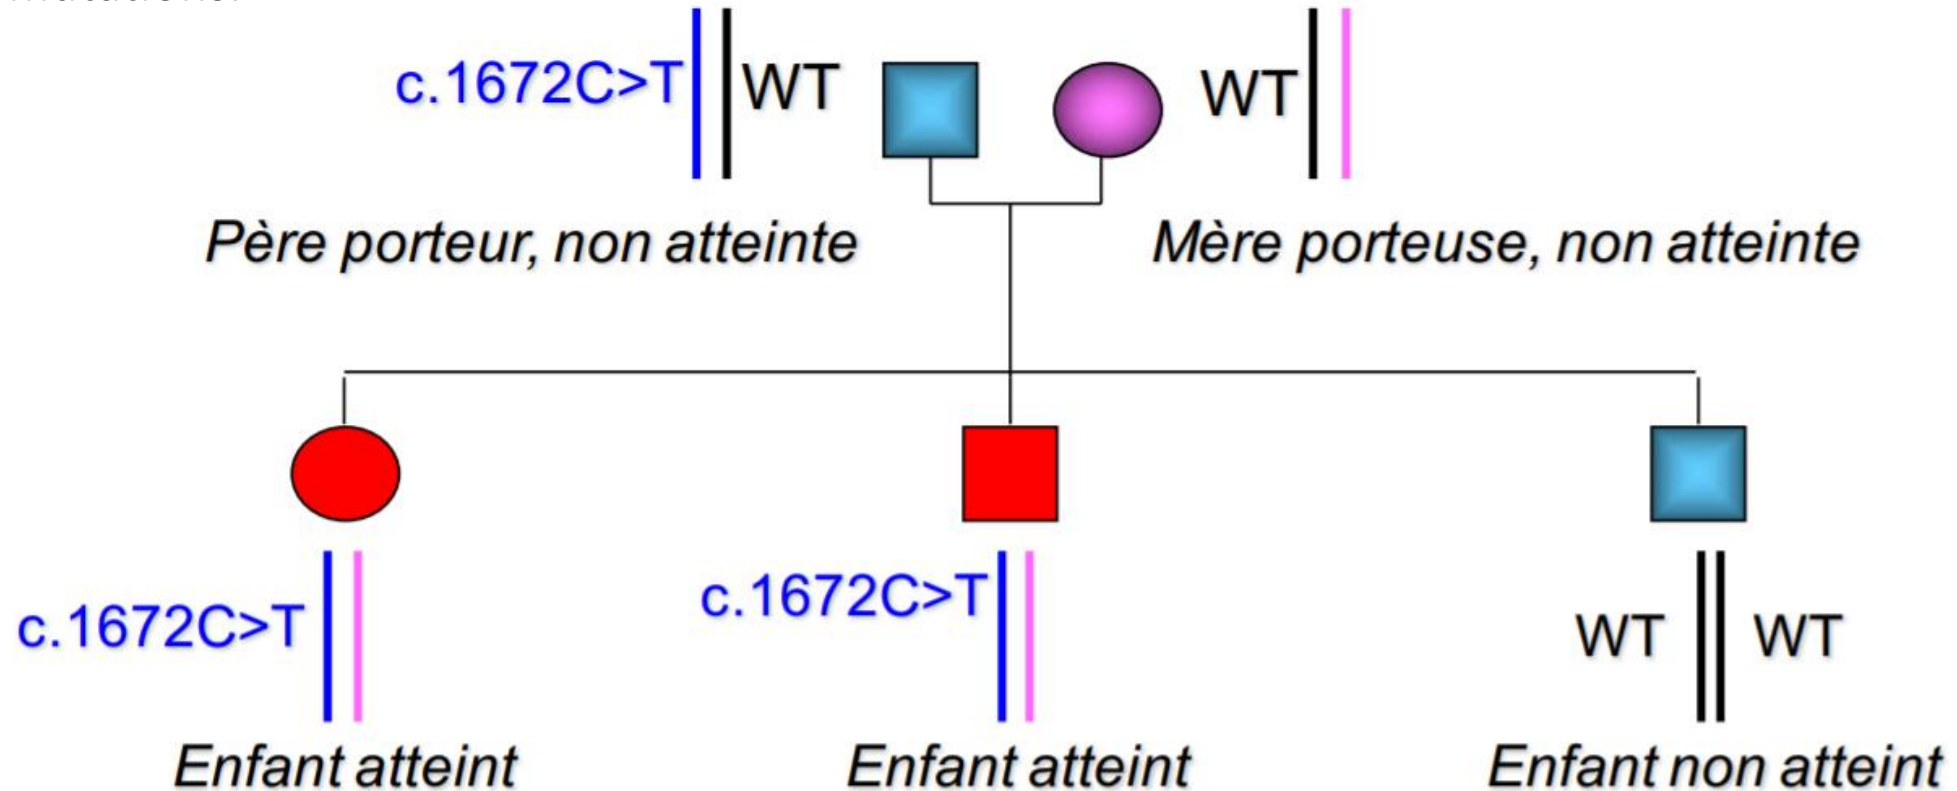 c.1672C>T WT WT
Père porteur, non atteinte Mère porteuse, non atteinte
c.1672C>T c.1672C>T WT WT
Enfant atteint Enfant atteint Enfant non atteint